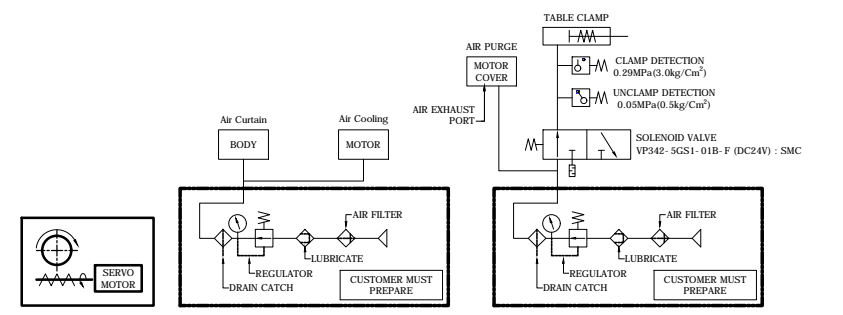 TABLE CLAMP
AIR PURGE
MOTOR
COVER
CLAMP DETECTION
0.29MPa(3.0kg/Cm²)
UNCLAMP DETECTION
0.05MPa(0.5kg/Cm²)
AIR EXHAUST
PORT
Air Curtain
BODY
Air Cooling
MOTOR
SOLENOID VALVE
VP342-5GS1-01B-F (DC24V) : SMC
SERVO
MOTOR
AIR FILTER
LUBRICATE
REGULATOR
DRAIN CATCH
CUSTOMER MUST
PREPARE
AIR FILTER
LUBRICATE
REGULATOR
DRAIN CATCH
CUSTOMER MUST
PREPARE